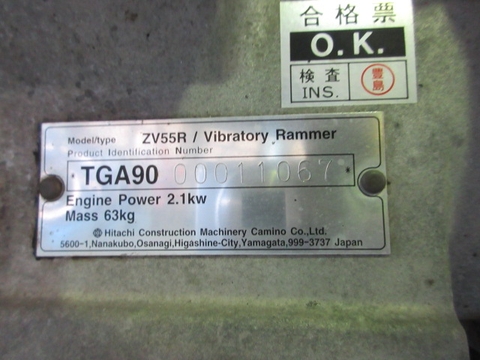 合格票
O.K.
検査
INS.
豊島
Model/type ZV55R / Vibratory Rammer
Product Identification Number
TGA90 00011067
Engine Power 2.1kw
Mass 63kg
Hitachi Construction Machinery Camino Co.,Ltd.
5600-1,Nanakubo,Osanagi,Higashine-City,Yamagata,999-3737 Japan